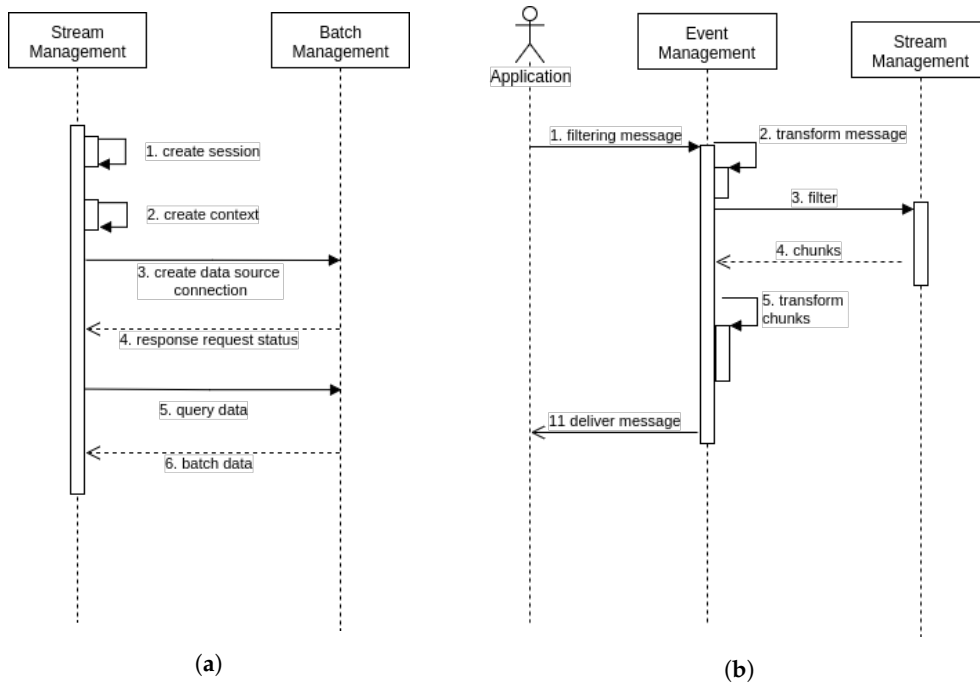 Stream
Management
Batch
Management
1. create session
2. create context
3. create data source
connection
4. response request status
5. query data
6. batch data
(a)
Application
Event
Management
Stream
Management
1. filtering message
2. transform message
3. filter
4. chunks
5. transform
chunks
11 deliver message
(b)